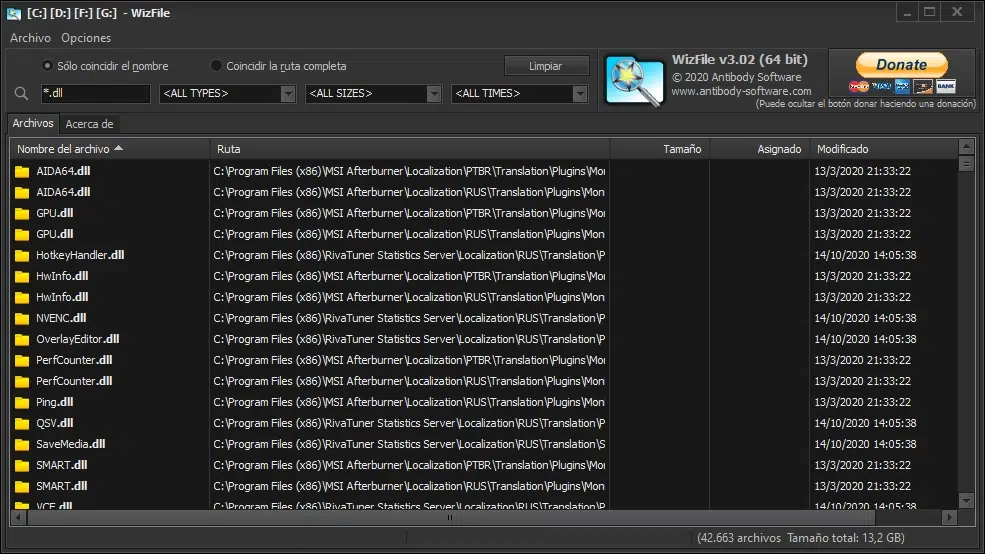 [C:] [D:] [F:] [G:] - WizFile
Archivo Opciones
Sólo coincidir el nombre Coincidir la ruta completa Limpiar
*.dll <ALL TYPES> <ALL SIZES> <ALL TIMES>
WizFile v3.02 (64 bit)
© 2020 Antibody Software
www.antibody-software.com
Donate
VISA BANK
(Puede ocultar el botón donar haciendo una donación)
Archivos Acerca de
Nombre del archivo Ruta Tamaño Asignado Modificado
AIDA64.dll C:\Program Files (x86)\MSI Afterburner\Localization\PTBR\Translation\Plugins\Mon 13/3/2020 21:33:22
AIDA64.dll C:\Program Files (x86)\MSI Afterburner\Localization\RUS\Translation\Plugins\Mon 13/3/2020 21:33:22
GPU.dll C:\Program Files (x86)\MSI Afterburner\Localization\PTBR\Translation\Plugins\Mon 13/3/2020 21:33:22
GPU.dll C:\Program Files (x86)\MSI Afterburner\Localization\RUS\Translation\Plugins\Mon 13/3/2020 21:33:22
HotkeyHandler.dll C:\Program Files (x86)\RivaTuner Statistics Server\Localization\RUS\Translation\P 14/10/2020 14:05:38
HwInfo.dll C:\Program Files (x86)\MSI Afterburner\Localization\PTBR\Translation\Plugins\Mon 13/3/2020 21:33:22
HwInfo.dll C:\Program Files (x86)\MSI Afterburner\Localization\RUS\Translation\Plugins\Mon 13/3/2020 21:33:22
NVENC.dll C:\Program Files (x86)\RivaTuner Statistics Server\Localization\RUS\Translation\P 14/10/2020 14:05:38
OverlayEditor.dll C:\Program Files (x86)\RivaTuner Statistics Server\Localization\RUS\Translation\P 14/10/2020 14:05:38
PerfCounter.dll C:\Program Files (x86)\MSI Afterburner\Localization\PTBR\Translation\Plugins\Mon 13/3/2020 21:33:22
PerfCounter.dll C:\Program Files (x86)\MSI Afterburner\Localization\RUS\Translation\Plugins\Mon 13/3/2020 21:33:22
Ping.dll C:\Program Files (x86)\MSI Afterburner\Localization\RUS\Translation\Plugins\Mon 13/3/2020 21:33:22
QSV.dll C:\Program Files (x86)\RivaTuner Statistics Server\Localization\RUS\Translation\P 14/10/2020 14:05:38
SaveMedia.dll C:\Program Files (x86)\RivaTuner Statistics Server\Localization\RUS\Translation\S 14/10/2020 14:05:38
SMART.dll C:\Program Files (x86)\MSI Afterburner\Localization\PTBR\Translation\Plugins\Mon 13/3/2020 21:33:22
SMART.dll C:\Program Files (x86)\MSI Afterburner\Localization\RUS\Translation\Plugins\Mon 13/3/2020 21:33:22
VCE.dll C:\Program Files (x86)\RivaTuner Statistics Server\Localization\RUS\Translation\P 14/10/2020 14:05:38
(42.663 archivos Tamaño total: 13,2 GB)